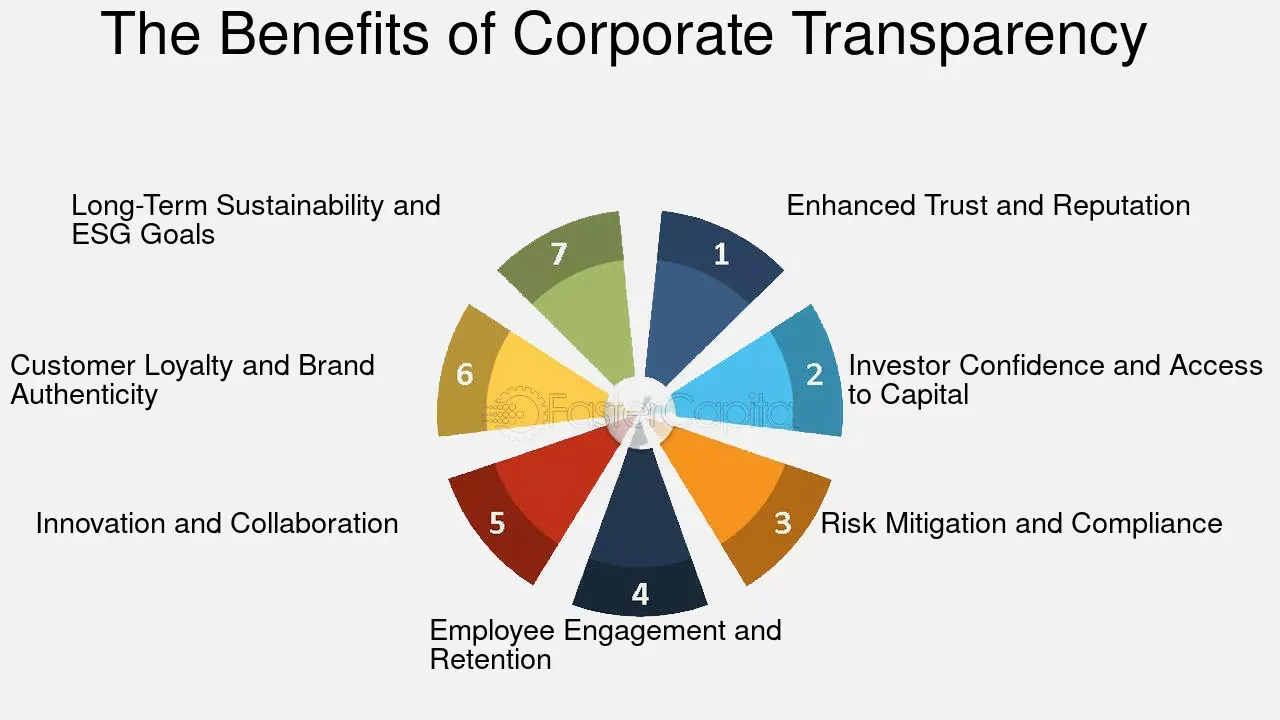 The Benefits of Corporate Transparency
Long-Term Sustainability and
ESG Goals
Enhanced Trust and Reputation
7
1
Customer Loyalty and Brand
Authenticity
6
2
Investor Confidence and Access
to Capital
FasterCapital
Innovation and Collaboration
5
3
Risk Mitigation and Compliance
4
Employee Engagement and
Retention